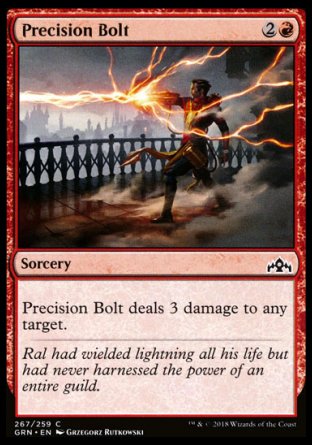 Precision Bolt 2
Sorcery
Precision Bolt deals 3 damage to any
target.
Ral had wielded lightning all his life but
had never harnessed the power of an
entire guild.
267/259 C
GRN • EN Grzegorz Rutkowski
™ & © 2018 Wizards of the Coast